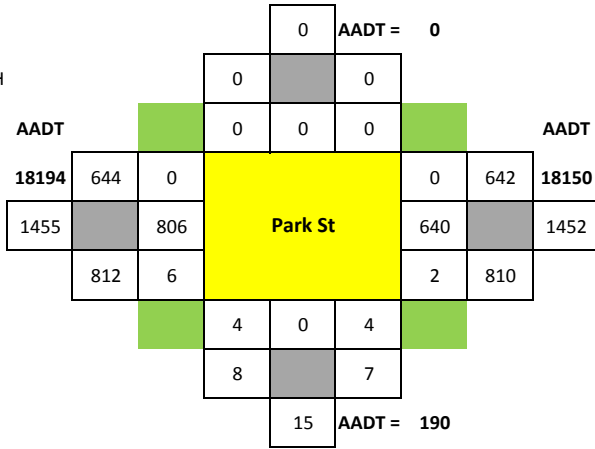 0 AADT = 0
H 0 0
AADT 0 0 0 AADT
18194 644 0 0 642 18150
1455 806 Park St 640 1452
812 6 2 810
4 0 4
8 7
15 AADT = 190